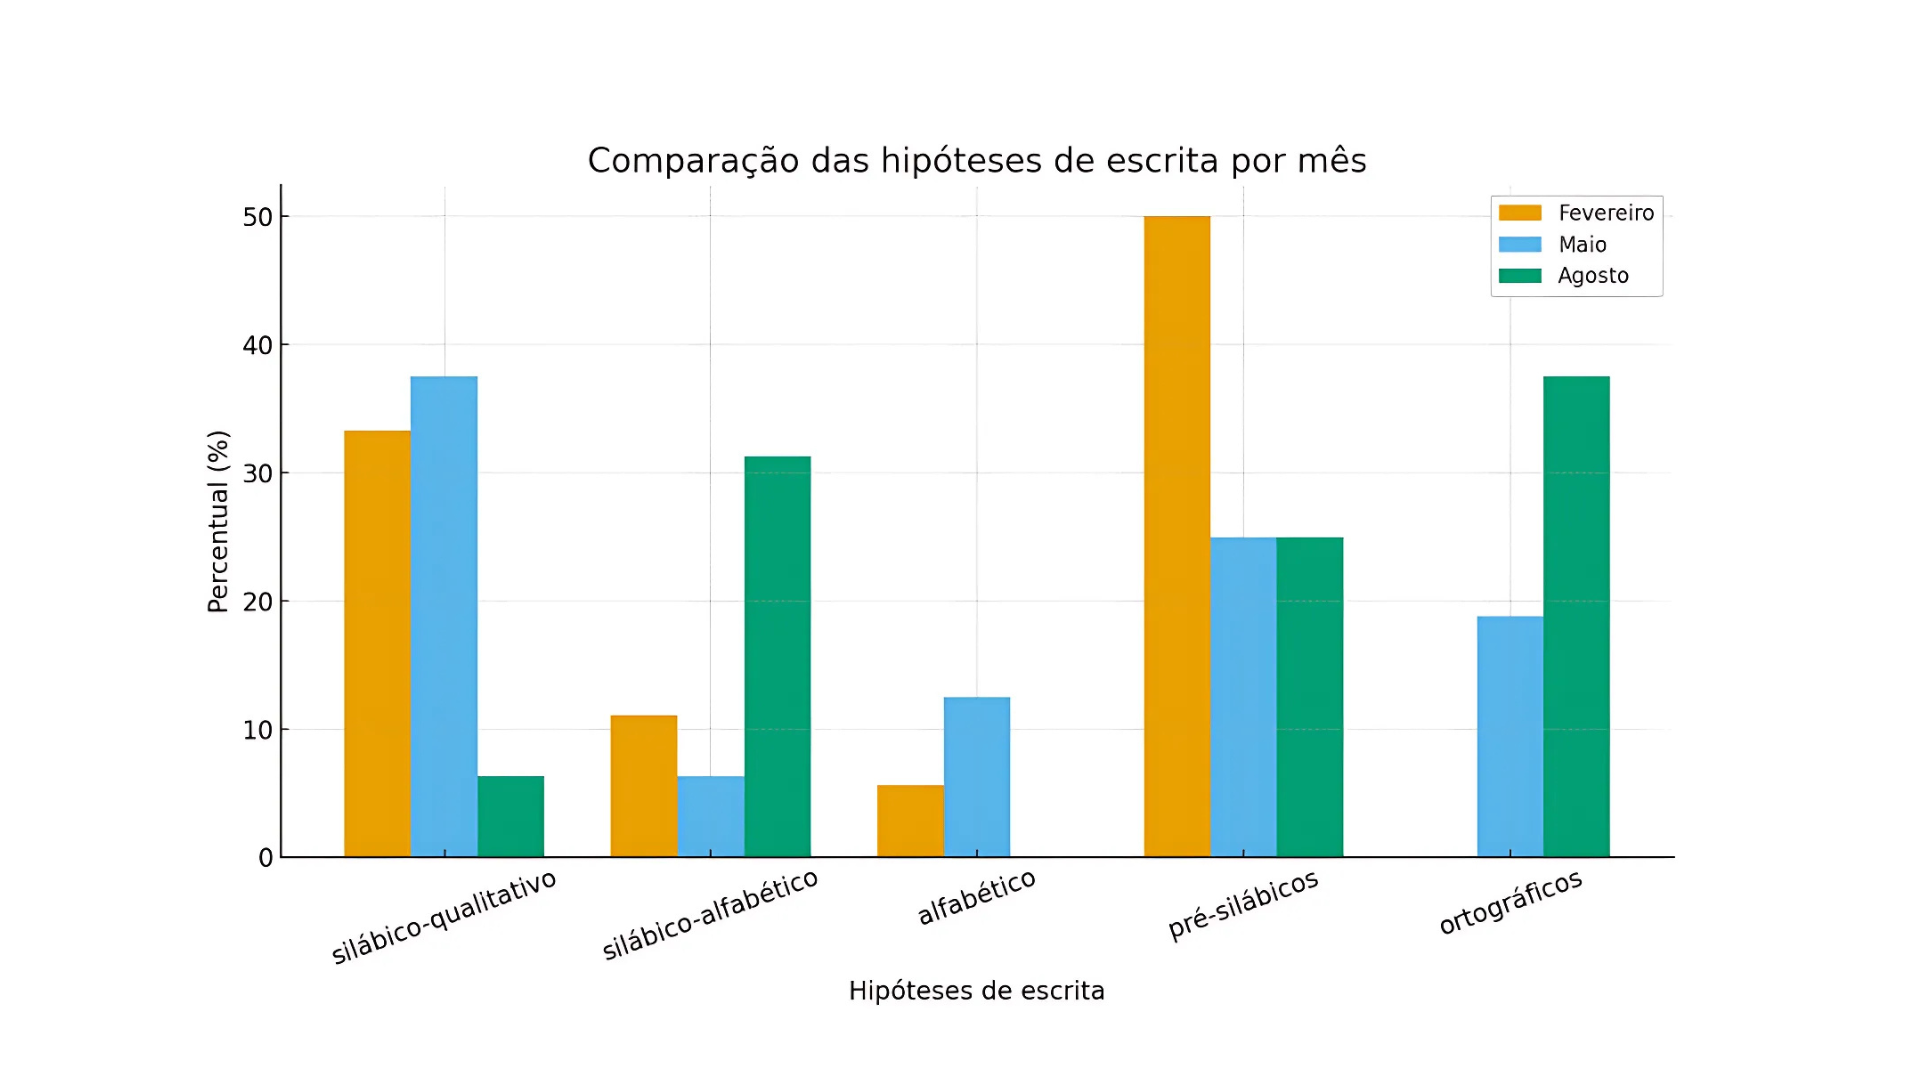 Comparação das hipóteses de escrita por mês
Fevereiro
Maio
Agosto
Percentual (%)
50
40
30
20
10
0
silábico-qualitativo
silábico-alfabético
alfabético
pré-silábicos
ortográficos
Hipóteses de escrita